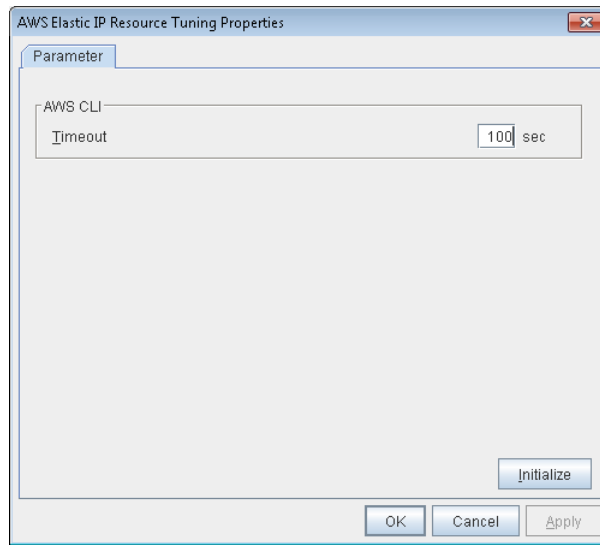 AWS Elastic IP Resource Tuning Properties
Parameter
AWS CLI
Timeout 100 sec
Initialize
OK Cancel Apply